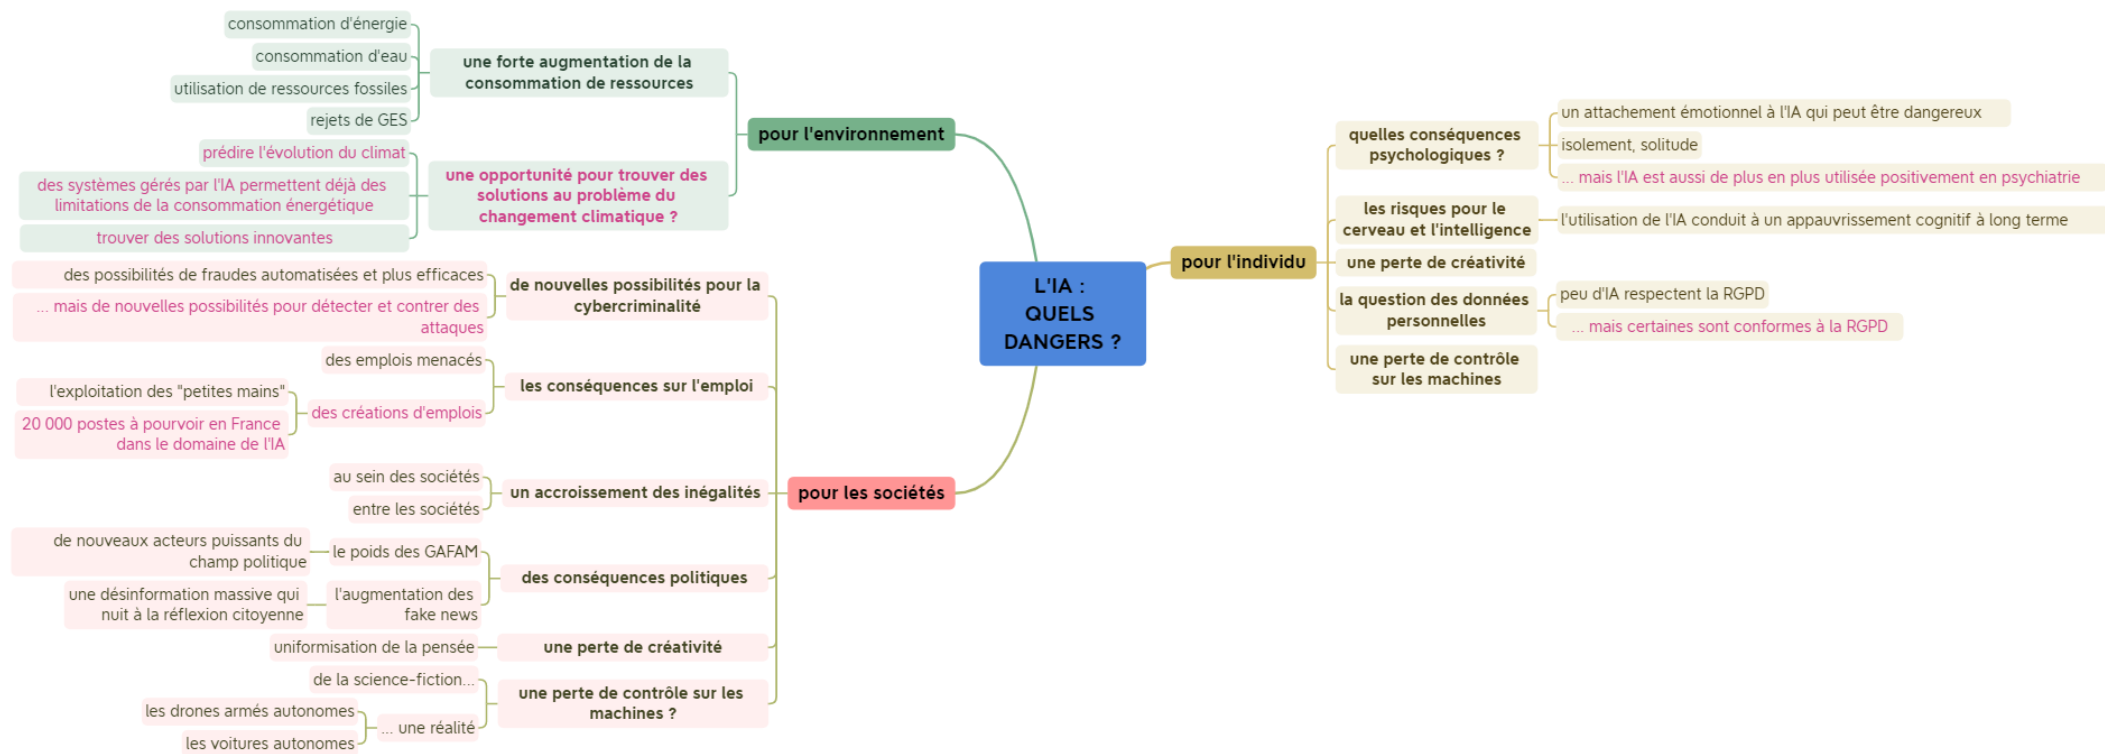 L'IA :
QUELS
DANGERS ?
pour l'environnement
une forte augmentation de la
consommation de ressources
consommation d'énergie
consommation d'eau
utilisation de ressources fossiles
rejets de GES
une opportunité pour trouver des
solutions au problème du
changement climatique ?
prédire l'évolution du climat
des systèmes gérés par l'IA permettent déjà des
limitations de la consommation énergétique
trouver des solutions innovantes
pour les sociétés
de nouvelles possibilités pour la
cybercriminalité
des possibilités de fraudes automatisées et plus efficaces
... mais de nouvelles possibilités pour détecter et contrer des
attaques
les conséquences sur l'emploi
des emplois menacés
des créations d'emplois
l'exploitation des "petites mains"
20 000 postes à pourvoir en France
dans le domaine de l'IA
un accroissement des inégalités
au sein des sociétés
entre les sociétés
des conséquences politiques
le poids des GAFAM
de nouveaux acteurs puissants du
champ politique
l'augmentation des
fake news
une désinformation massive qui
nuit à la réflexion citoyenne
une perte de créativité
uniformisation de la pensée
une perte de contrôle sur les
machines ?
de la science-fiction...
... une réalité
les drones armés autonomes
les voitures autonomes
pour l'individu
quelles conséquences
psychologiques ?
un attachement émotionnel à l'IA qui peut être dangereux
isolement, solitude
... mais l'IA est aussi de plus en plus utilisée positivement en psychiatrie
les risques pour le
cerveau et l'intelligence
l'utilisation de l'IA conduit à un appauvrissement cognitif à long terme
une perte de créativité
la question des données
personnelles
peu d'IA respectent la RGPD
... mais certaines sont conformes à la RGPD
une perte de contrôle
sur les machines